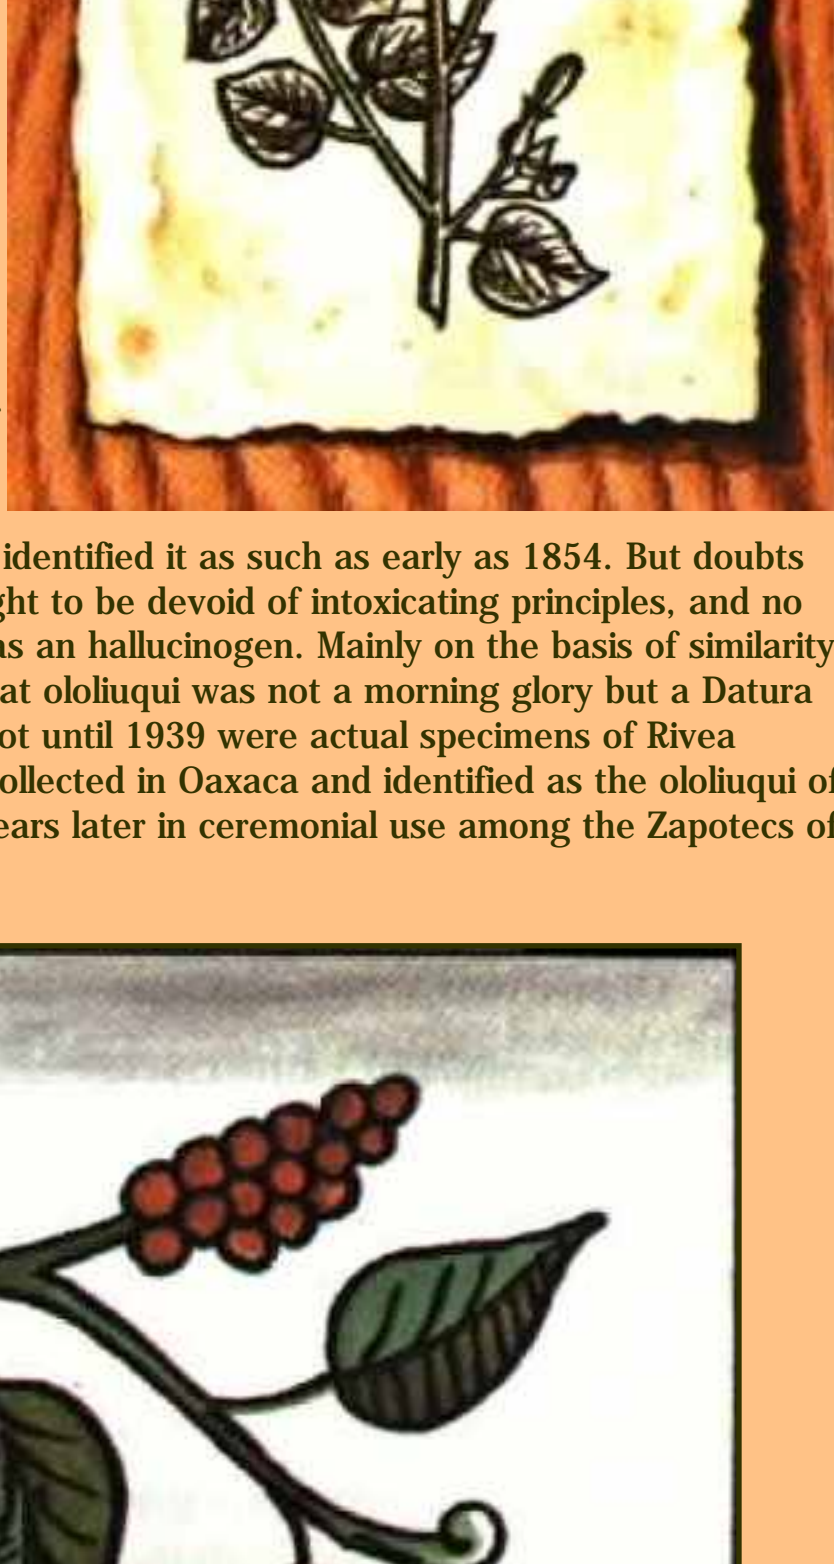 identified it as such as early as 1854. But doubts
ght to be devoid of intoxicating principles, and no
as an hallucinogen. Mainly on the basis of similarity
at ololiuqui was not a morning glory but a Datura
ot until 1939 were actual specimens of Rivea
ollected in Oaxaca and identified as the ololiuqui of
ears later in ceremonial use among the Zapotecs of